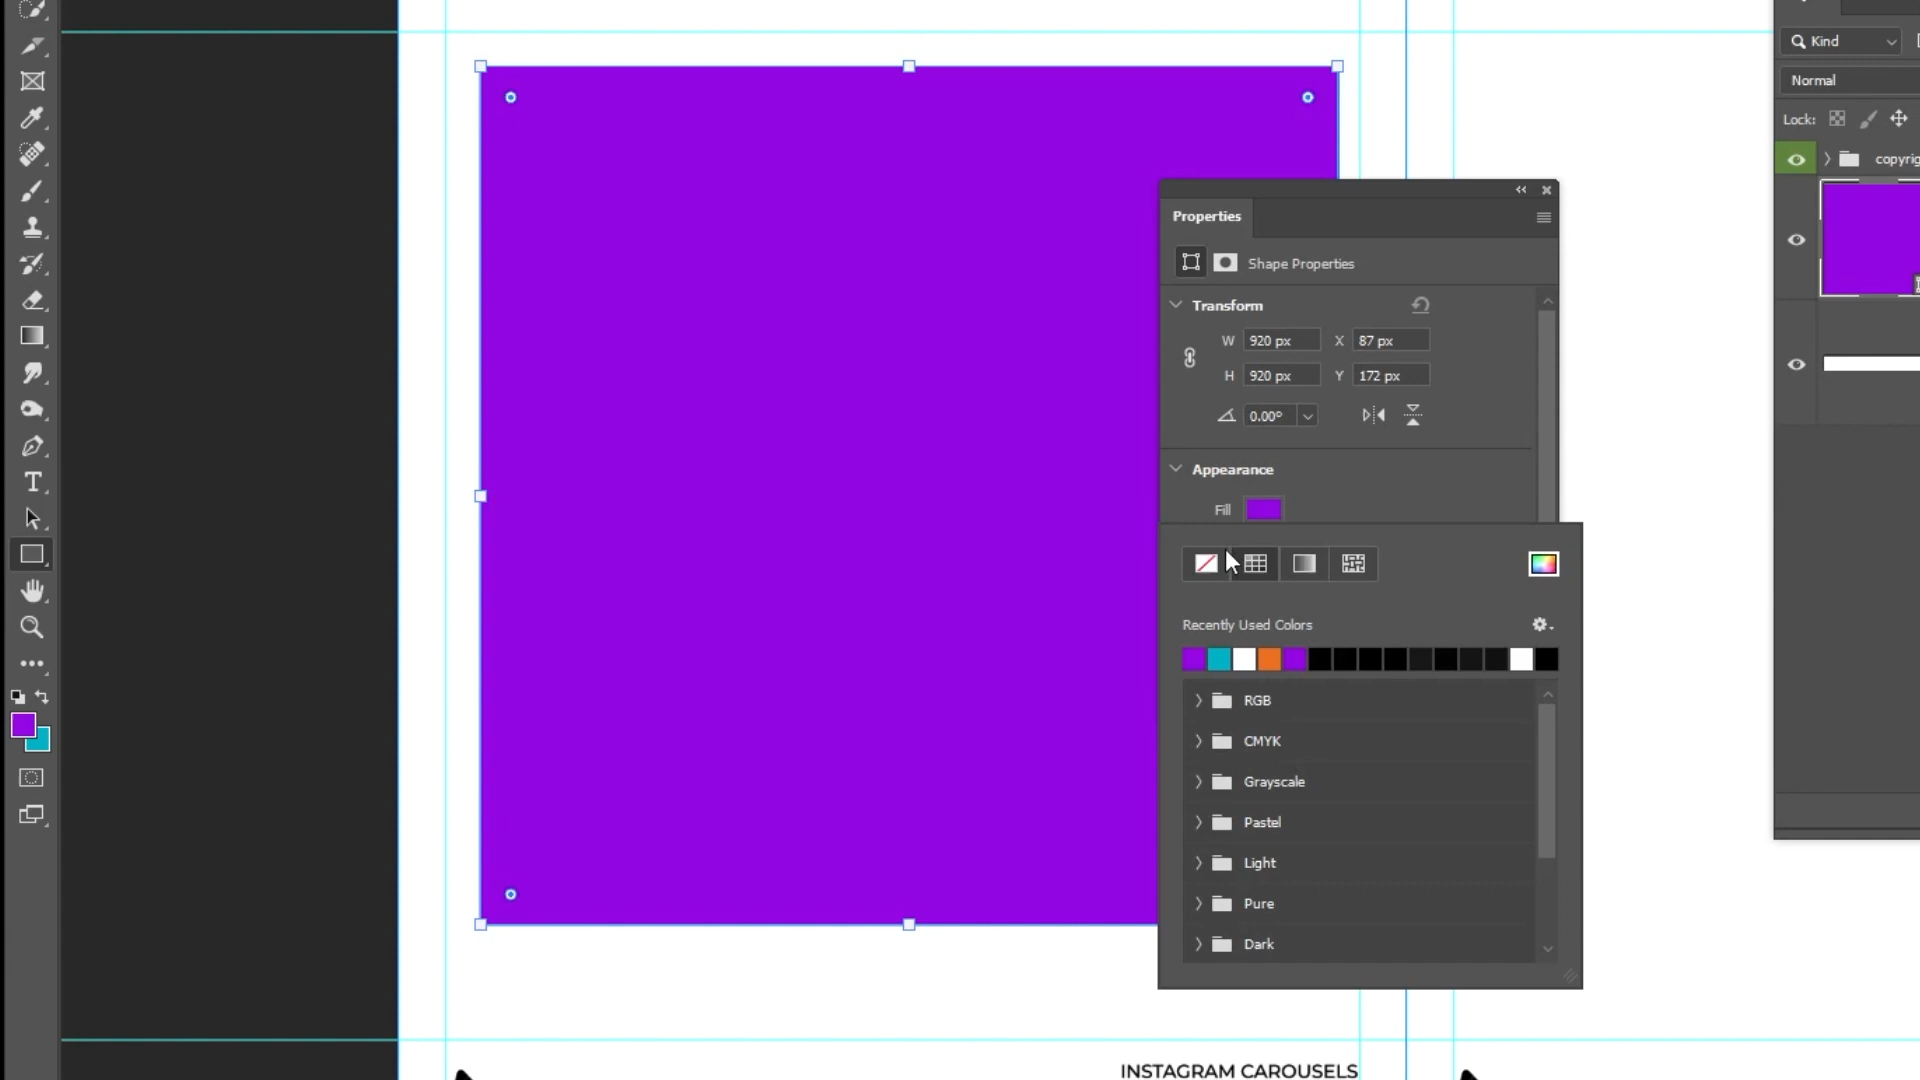 Kind
Normal
Lock:
copyrig
Properties
Shape Properties
Transform
W 920 px X 87 px
H 920 px Y 172 px
0.00°
Appearance
Fill
Recently Used Colors
RGB
CMYK
Grayscale
Pastel
Light
Pure
Dark
INSTAGRAM CAROUSELS